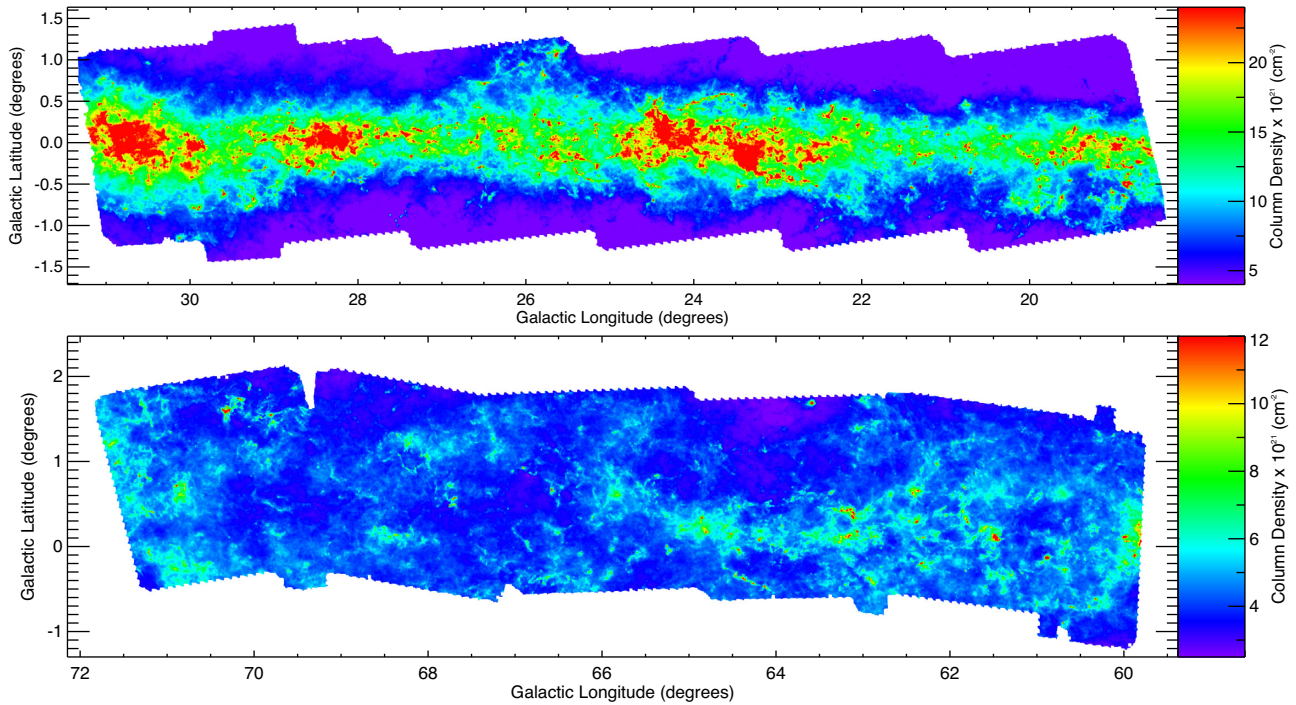 1.5
1.0
0.5
0.0
-0.5
-1.0
-1.5
Galactic Latitude (degrees)
30 28 26 24 22 20
Galactic Longitude (degrees)
20
15
10
5
Column Density x 10²¹ (cm⁻²)
2
1
0
-1
Galactic Latitude (degrees)
72 70 68 66 64 62 60
Galactic Longitude (degrees)
12
10
8
6
4
Column Density x 10²¹ (cm⁻²)